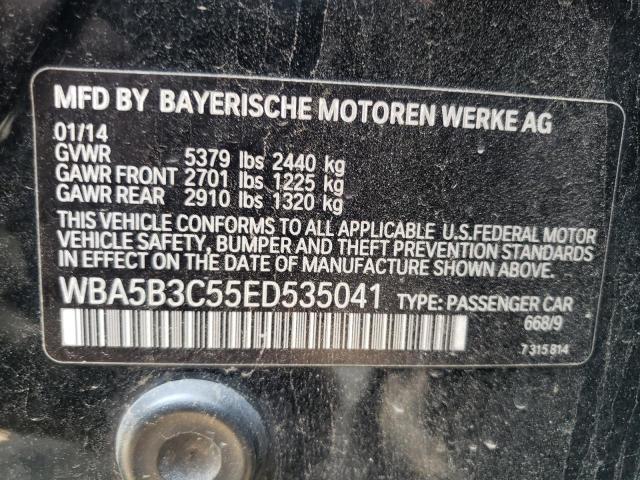 MFD BY BAYERISCHE MOTOREN WERKE AG
01/14
GVWR 5379 lbs 2440 kg
GAWR FRONT 2701 lbs 1225 kg
GAWR REAR 2910 lbs 1320 kg
THIS VEHICLE CONFORMS TO ALL APPLICABLE U.S.FEDERAL MOTOR
VEHICLE SAFETY, BUMPER AND THEFT PREVENTION STANDARDS
IN EFFECT ON THE DATE OF MANUFACTURE SHOWN ABOVE.
WBA5B3C55ED535041 TYPE: PASSENGER CAR
668/9
7 315 814